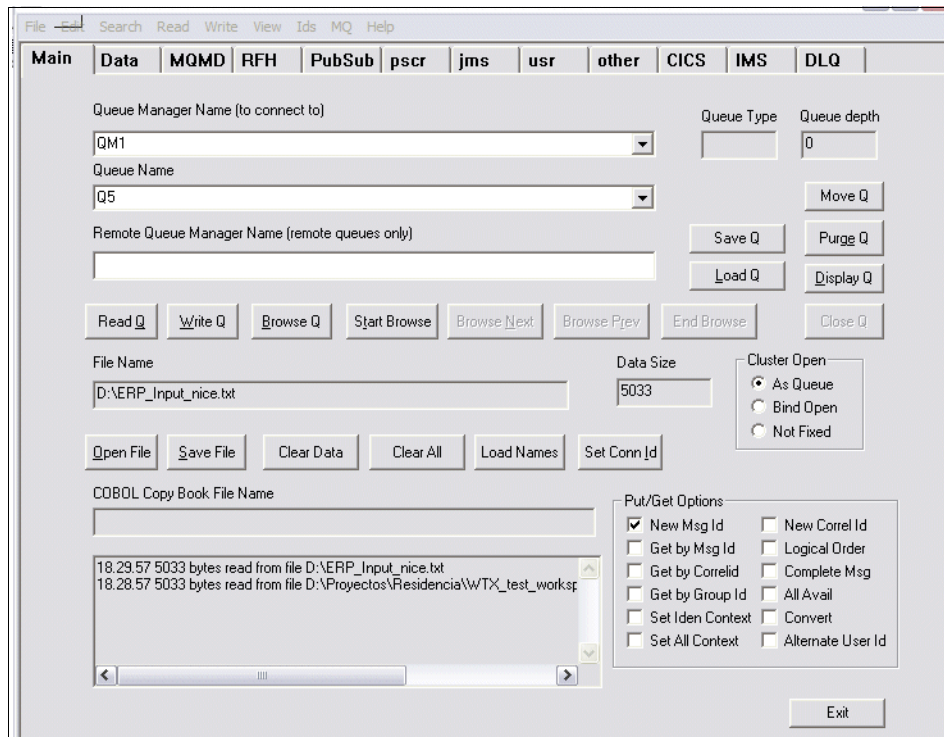 File Edit Search Read Write View Ids MQ Help
Main Data MQMD RFH PubSub pscr jms usr other CICS IMS DLQ
Queue Manager Name (to connect to)
Queue Type Queue depth
QM1
0
Queue Name
Q5
Move Q
Remote Queue Manager Name (remote queues only)
Save Q Purge Q
Load Q Display Q
Read Q Write Q Browse Q Start Browse Browse Next Browse Prev End Browse Close Q
File Name
Data Size
Cluster Open
D:\ERP_Input_nice.txt
5033
As Queue
Bind Open
Not Fixed
Open File Save File Clear Data Clear All Load Names Set Conn Id
COBOL Copy Book File Name
Put/Get Options
New Msg Id New Correl Id
Get by Msg Id Logical Order
Get by Correlid Complete Msg
Get by Group Id All Avail
Set Iden Context Convert
Set All Context Alternate User Id
18.29.57 5033 bytes read from file D:\ERP_Input_nice.txt
18.28.57 5033 bytes read from file D:\Proyectos\Residencia\WTX_test_worksp
Exit